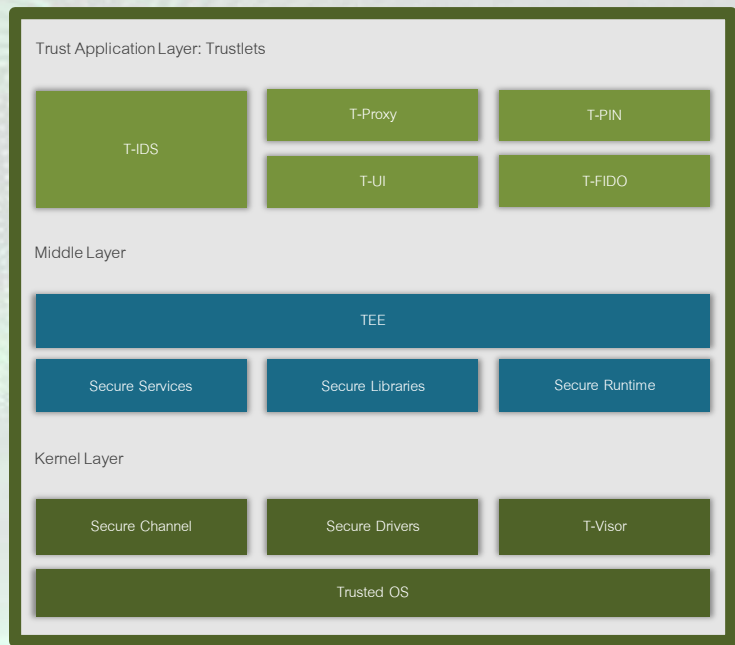 Trust Application Layer: Trustlets
T-IDS
T-Proxy
T-PIN
T-UI
T-FIDO
Middle Layer
TEE
Secure Services
Secure Libraries
Secure Runtime
Kernel Layer
Secure Channel
Secure Drivers
T-Visor
Trusted OS